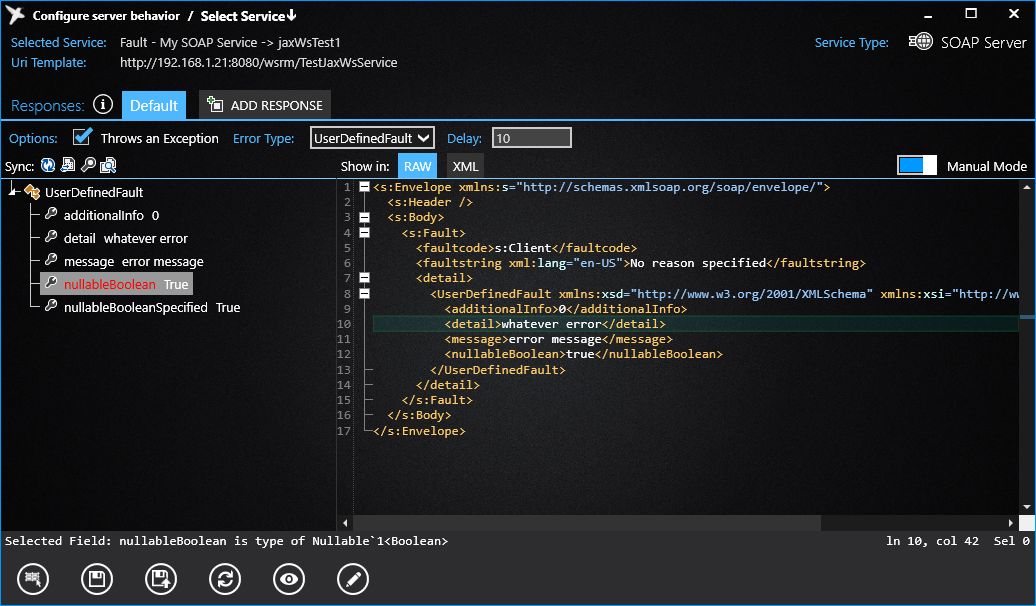 Configure server behavior / Select Service
Selected Service: Fault - My SOAP Service -> jaxWsTest1
Service Type: SOAP Server
Uri Template: http://192.168.1.21:8080/wsrm/TestJaxWsService
Responses: Default ADD RESPONSE
Options: Throws an Exception Error Type: UserDefinedFault Delay: 10
Sync: Show in: RAW XML Manual Mode
UserDefinedFault
additionalInfo 0
detail whatever error
message error message
nullableBoolean True
nullableBooleanSpecified True
1 <s:Envelope xmlns:s="http://schemas.xmlsoap.org/soap/envelope/">
2 <s:Header />
3 <s:Body>
4 <s:Fault>
5 <faultcode>s:Client</faultcode>
6 <faultstring xml:lang="en-US">No reason specified</faultstring>
7 <detail>
8 <UserDefinedFault xmlns:xsd="http://www.w3.org/2001/XMLSchema" xmlns:xsi="http://w
9 <additionalInfo>0</additionalInfo>
10 <detail>whatever error</detail>
11 <message>error message</message>
12 <nullableBoolean>true</nullableBoolean>
13 </UserDefinedFault>
14 </detail>
15 </s:Fault>
16 </s:Body>
17 </s:Envelope>
Selected Field: nullableBoolean is type of Nullable`1<Boolean>
ln 10, col 42 Sel 0